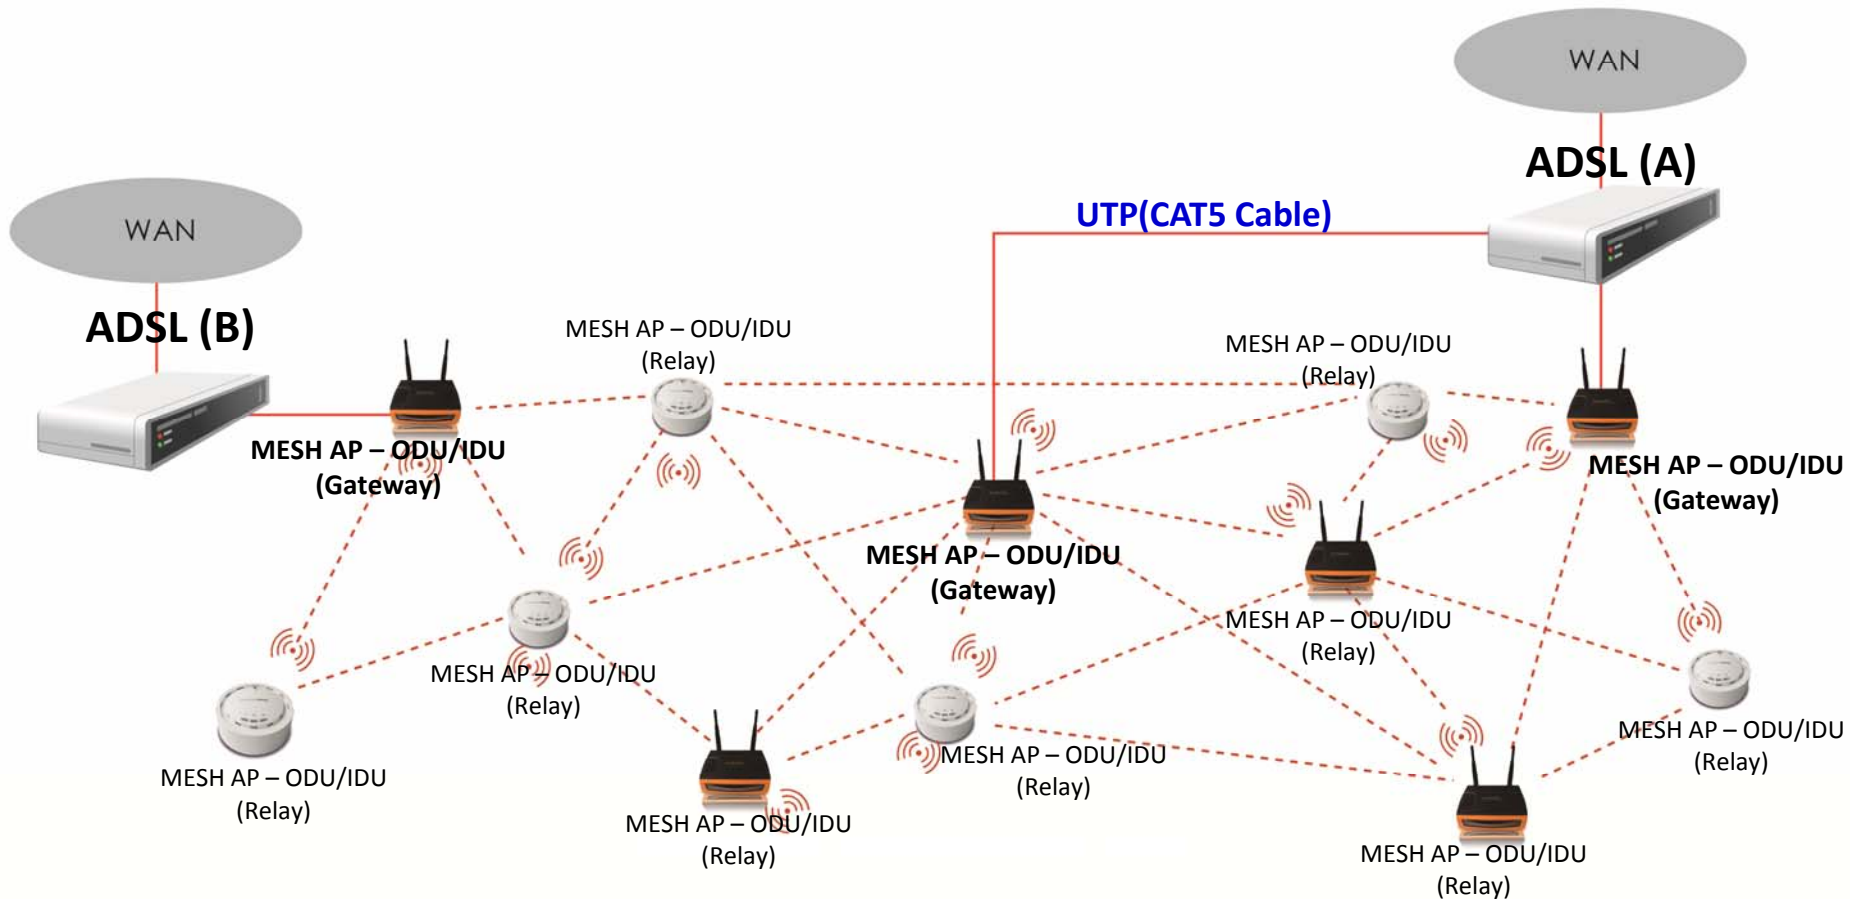 WAN
ADSL (A)
UTP(CAT5 Cable)
WAN
ADSL (B)
MESH AP – ODU/IDU
(Relay)
MESH AP – ODU/IDU
(Relay)
MESH AP – ODU/IDU
(Gateway)
MESH AP – ODU/IDU
(Gateway)
MESH AP – ODU/IDU
(Gateway)
MESH AP – ODU/IDU
(Relay)
MESH AP – ODU/IDU
(Relay)
MESH AP – ODU/IDU
(Relay)
MESH AP – ODU/IDU
(Relay)
MESH AP – ODU/IDU
(Relay)
MESH AP – ODU/IDU
(Relay)
MESH AP – ODU/IDU
(Relay)